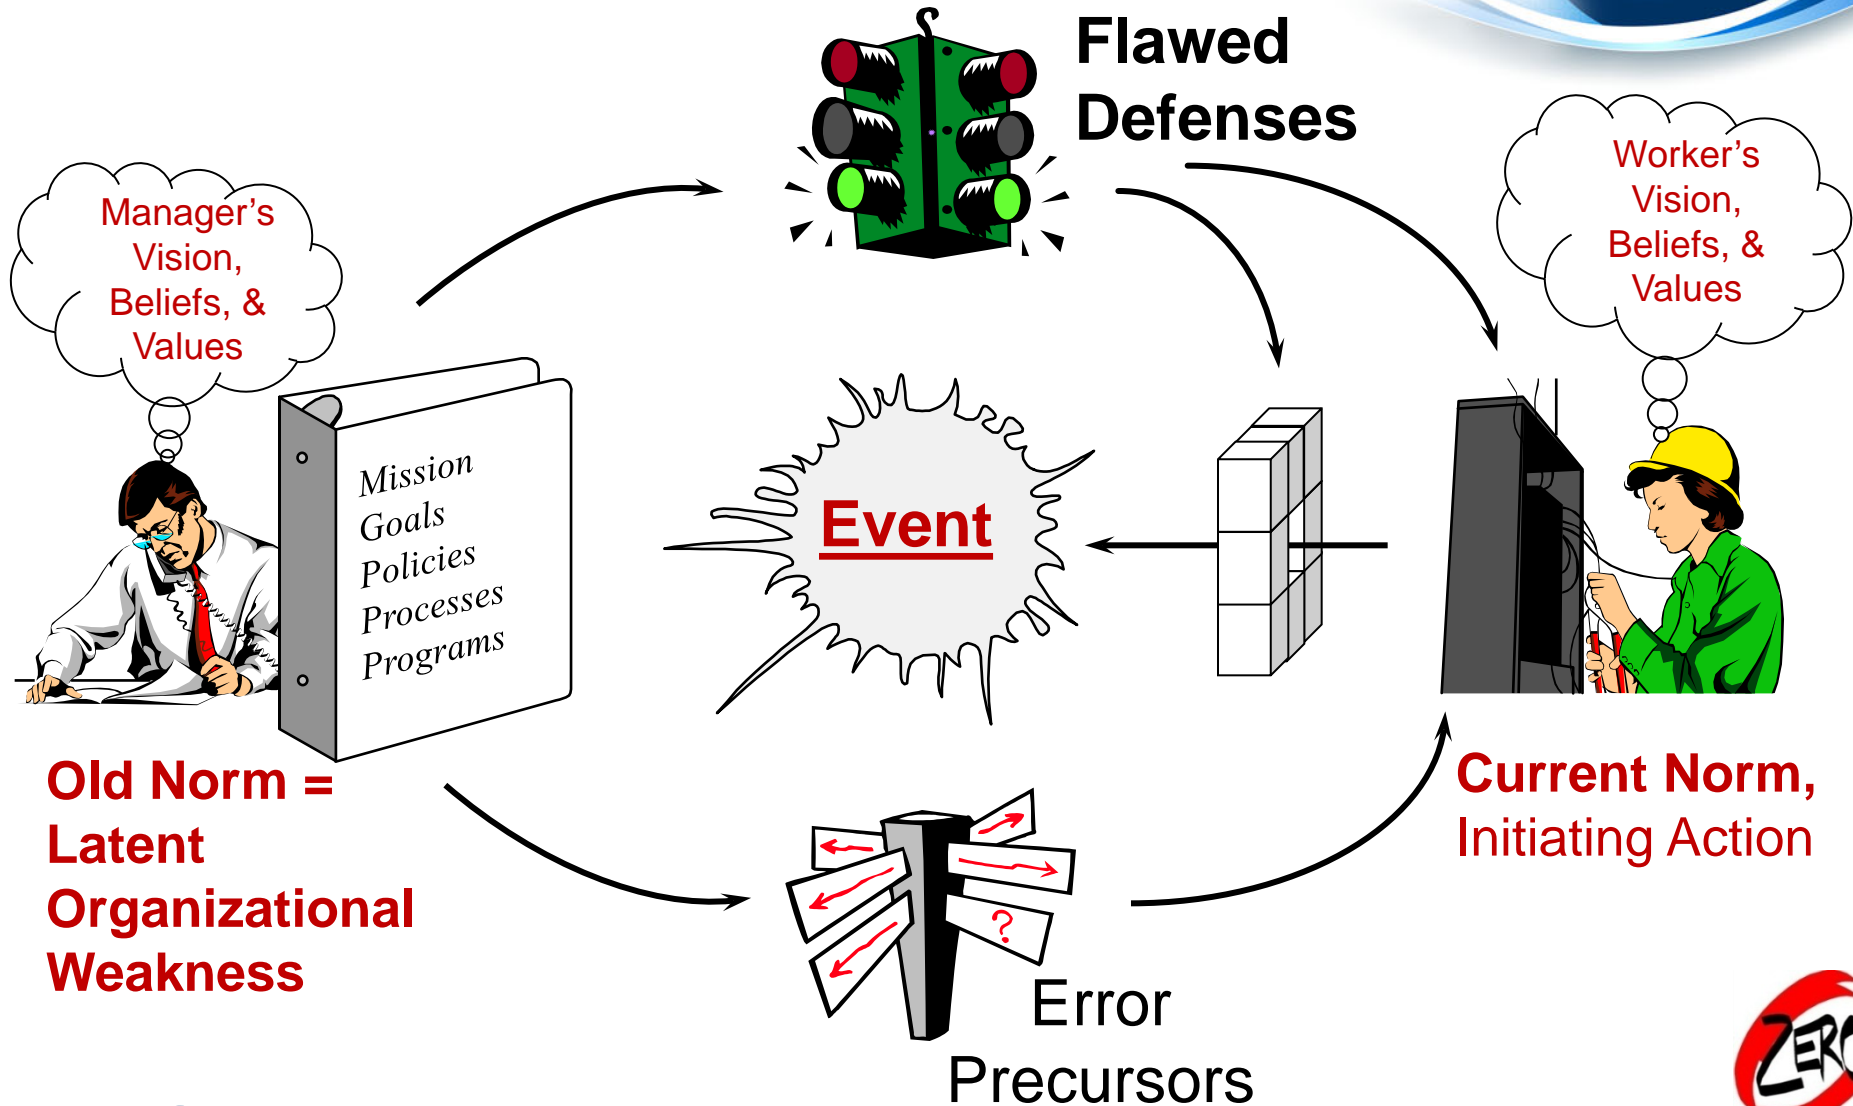 Flawed
Defenses
Manager's
Vision,
Beliefs, &
Values
Worker's
Vision,
Beliefs, &
Values
Mission
Goals
Policies
Processes
Programs
Event
Old Norm =
Latent
Organizational
Weakness
Current Norm,
Initiating Action
?
Error
Precursors